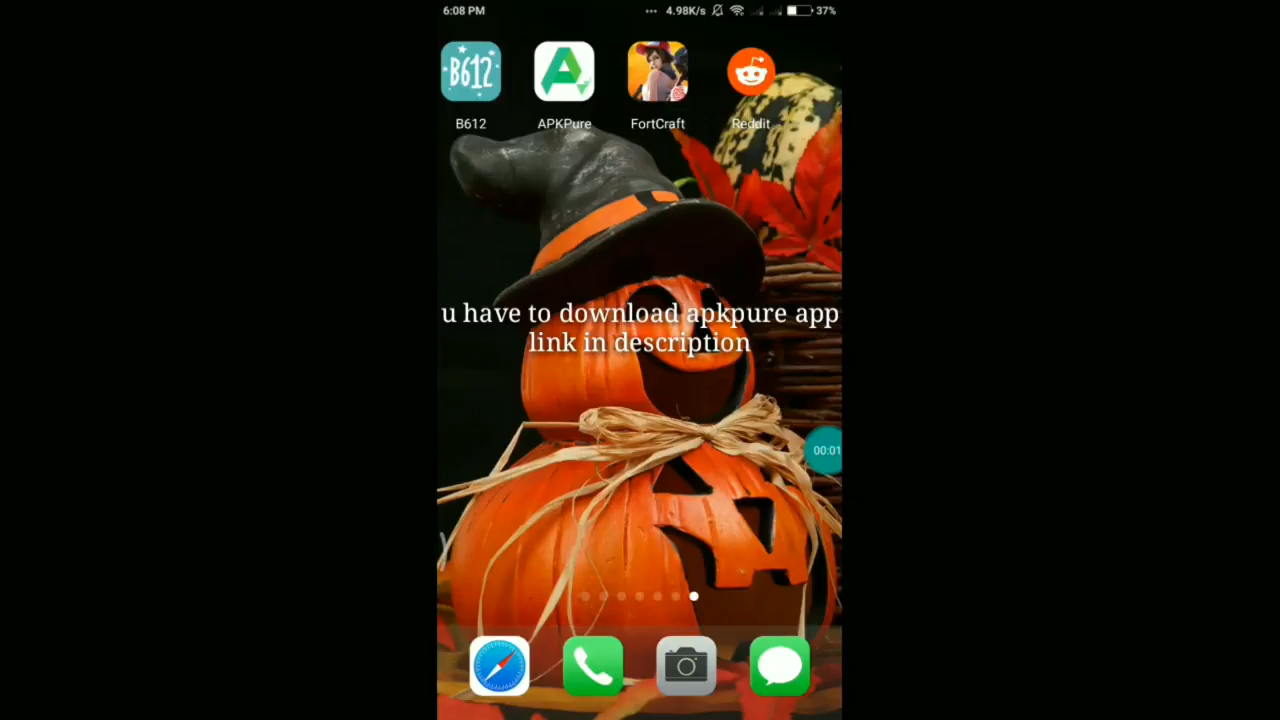 6:08 PM ... 4.98K/s 37%
B612
B612 APKPure FortCraft Reddit
u have to download apkpure app
link in description
00:01